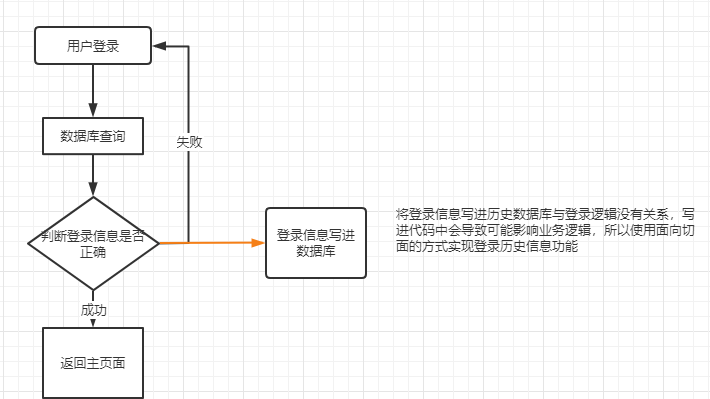 用户登录
数据库查询
失败
判断登录信息是否
正确
登录信息写进
数据库
将登录信息写进历史数据库与登录逻辑没有关系，写
进代码中会导致可能影响业务逻辑，所以使用面向切
面的方式实现登录历史信息功能
成功
返回主页面